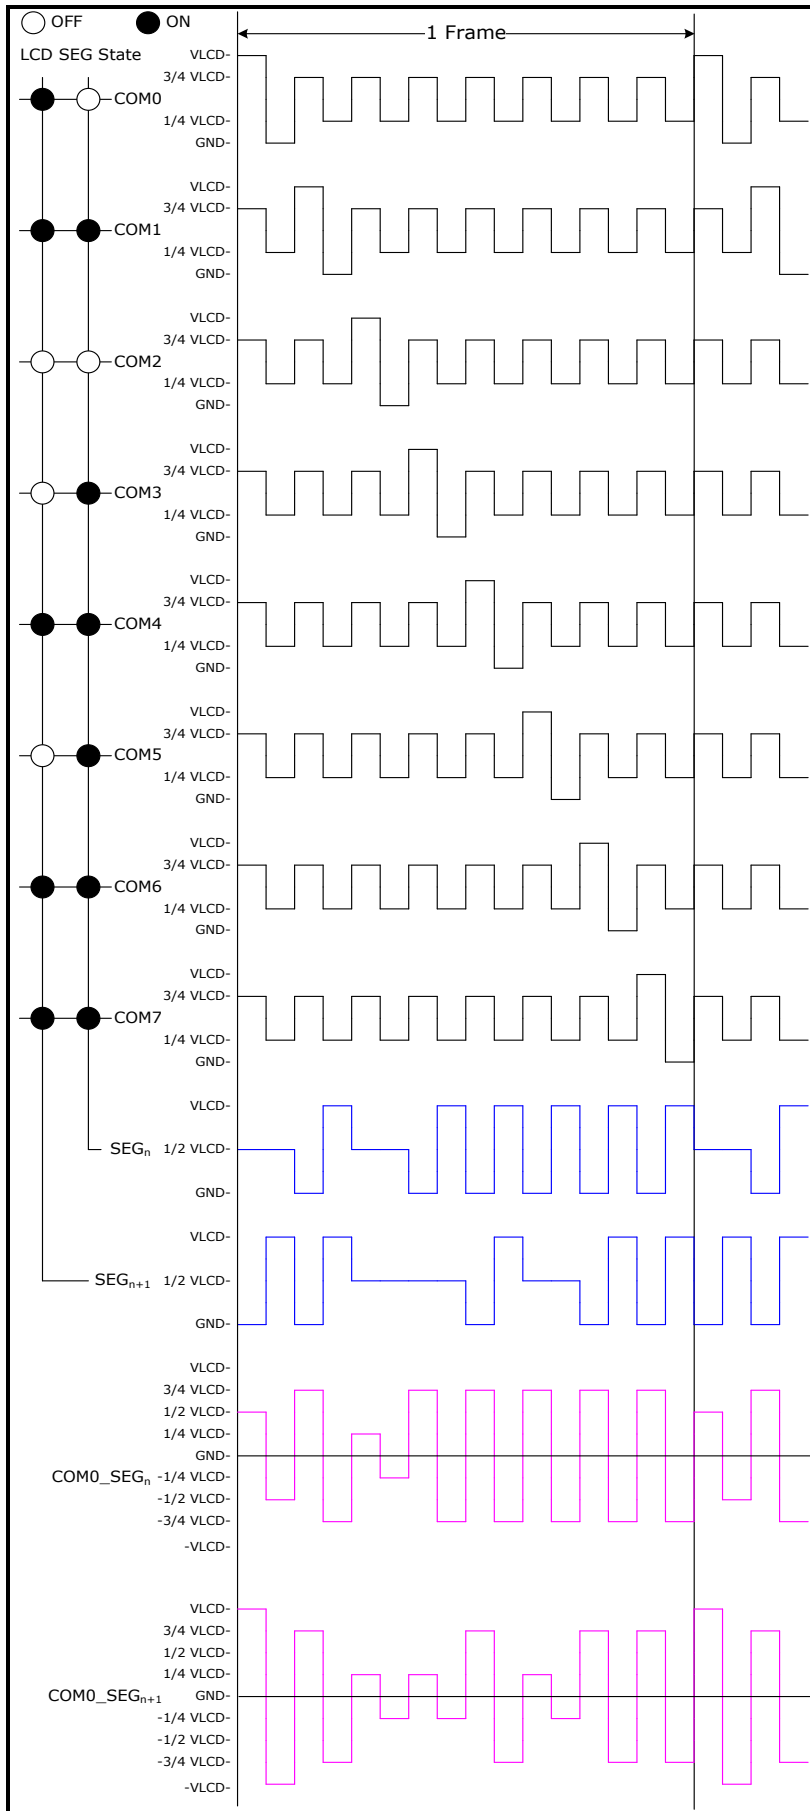 OFF ON
LCD SEG State
1 Frame
VLCD-
3/4 VLCD-
COM0
1/4 VLCD-
GND-
VLCD-
3/4 VLCD-
COM1
1/4 VLCD-
GND-
VLCD-
3/4 VLCD-
COM2
1/4 VLCD-
GND-
VLCD-
3/4 VLCD-
COM3
1/4 VLCD-
GND-
VLCD-
3/4 VLCD-
COM4
1/4 VLCD-
GND-
VLCD-
3/4 VLCD-
COM5
1/4 VLCD-
GND-
VLCD-
3/4 VLCD-
COM6
1/4 VLCD-
GND-
VLCD-
3/4 VLCD-
COM7
1/4 VLCD-
GND-
VLCD-
SEGn 1/2 VLCD-
GND-
VLCD-
SEGn+1 1/2 VLCD-
GND-
VLCD-
3/4 VLCD-
1/2 VLCD-
1/4 VLCD-
GND-
COM0_SEGn -1/4 VLCD-
-1/2 VLCD-
-3/4 VLCD-
-VLCD-
VLCD-
3/4 VLCD-
1/2 VLCD-
1/4 VLCD-
COM0_SEGn+1 GND-
-1/4 VLCD-
-1/2 VLCD-
-3/4 VLCD-
-VLCD-